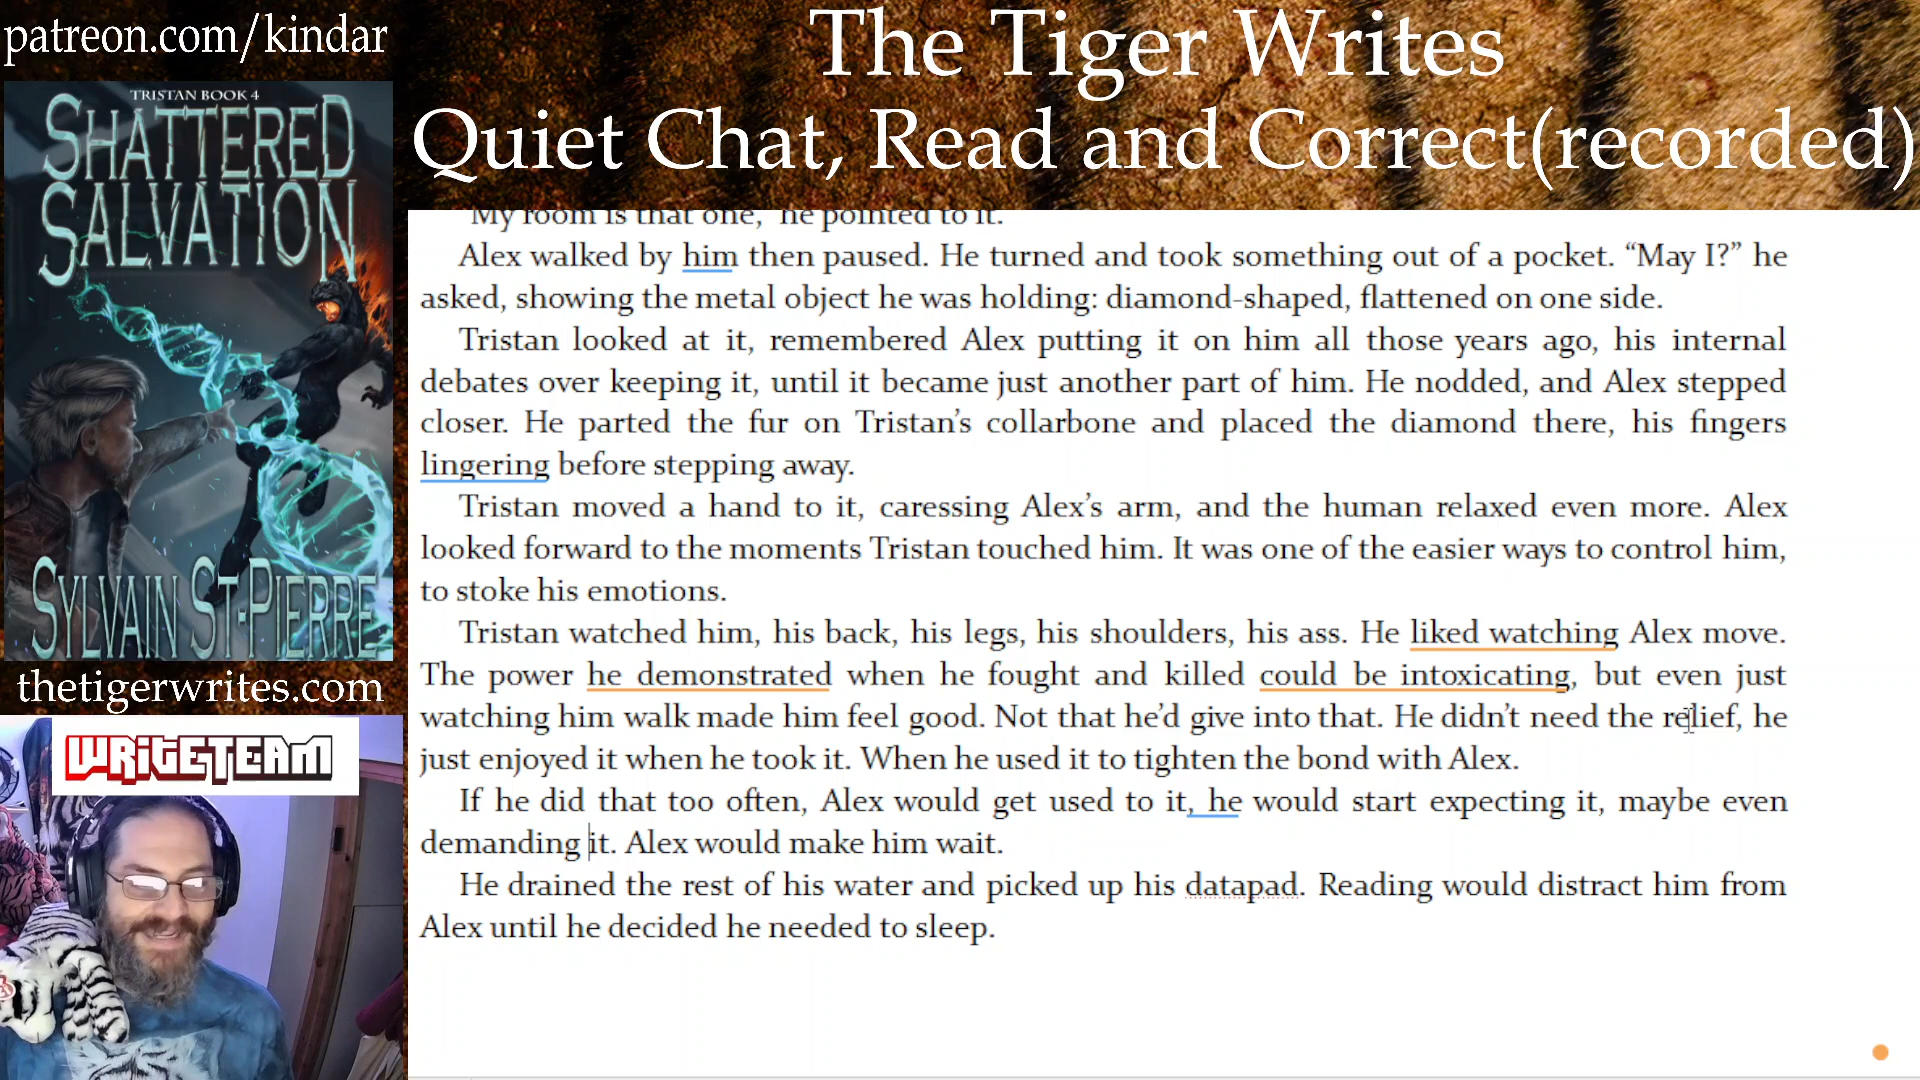 patreon.com/kindar
TRISTAN BOOK 4
SHATTERED
SALVATION
SYLVAIN ST-PIERRE
thetigerwrites.com
WRITETEAM
The Tiger Writes
Quiet Chat, Read and Correct(recorded)
“My room is that one,” he pointed to it.
Alex walked by him then paused. He turned and took something out of a pocket. “May I?” he
asked, showing the metal object he was holding: diamond-shaped, flattened on one side.
Tristan looked at it, remembered Alex putting it on him all those years ago, his internal
debates over keeping it, until it became just another part of him. He nodded, and Alex stepped
closer. He parted the fur on Tristan’s collarbone and placed the diamond there, his fingers
lingering before stepping away.
Tristan moved a hand to it, caressing Alex’s arm, and the human relaxed even more. Alex
looked forward to the moments Tristan touched him. It was one of the easier ways to control him,
to stoke his emotions.
Tristan watched him, his back, his legs, his shoulders, his ass. He liked watching Alex move.
The power he demonstrated when he fought and killed could be intoxicating, but even just
watching him walk made him feel good. Not that he’d give into that. He didn’t need the relief, he
just enjoyed it when he took it. When he used it to tighten the bond with Alex.
If he did that too often, Alex would get used to it, he would start expecting it, maybe even
demanding it. Alex would make him wait.
He drained the rest of his water and picked up his datapad. Reading would distract him from
Alex until he decided he needed to sleep.